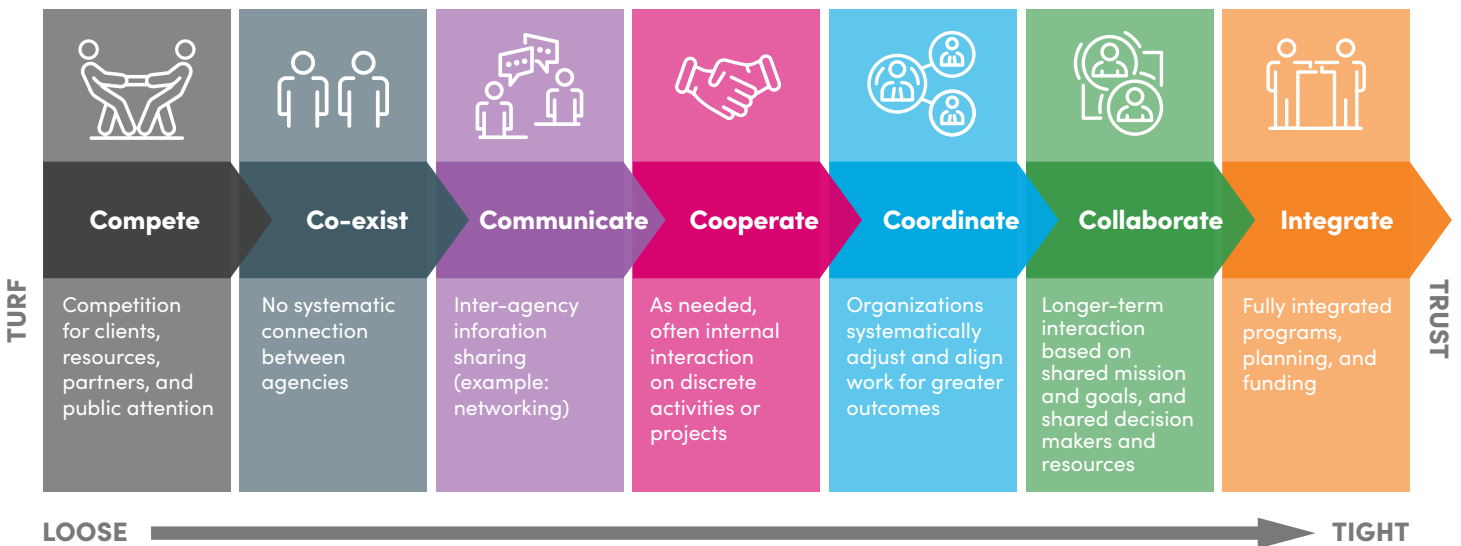 TURF
Compete
Competition
for clients,
resources,
partners, and
public attention
Co-exist
No systematic
connection
between
agencies
Communicate
Inter-agency
inforation
sharing
(example:
networking)
Cooperate
As needed,
often internal
interaction
on discrete
activities or
projects
Coordinate
Organizations
systematically
adjust and align
work for greater
outcomes
Collaborate
Longer-term
interaction
based on
shared mission
and goals, and
shared decision
makers and
resources
Integrate
Fully integrated
programs,
planning, and
funding
TRUST
LOOSE
TIGHT